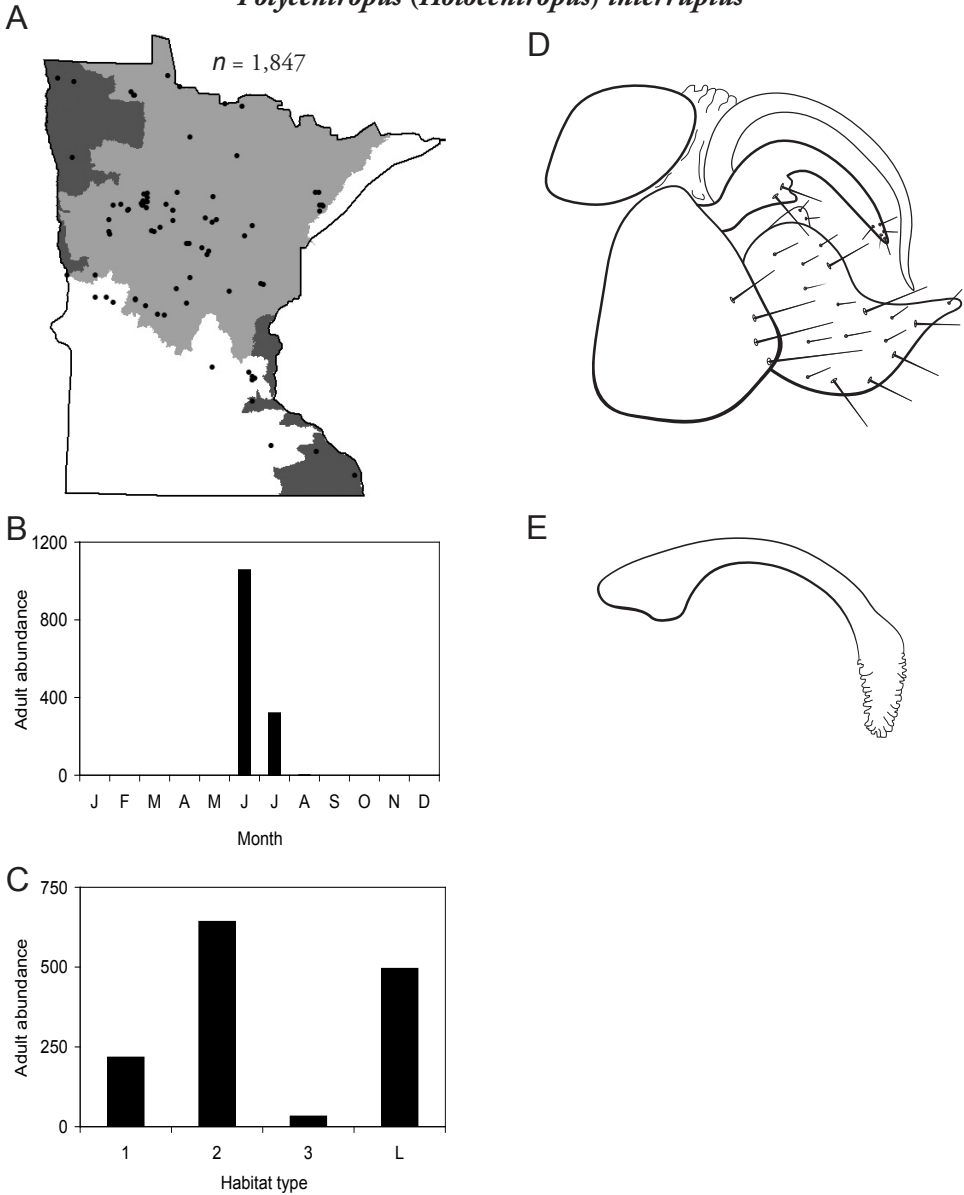 Polycentropus (Holocentropus) interruptus
A
n = 1,847
D
B
1200
800
400
0
Adult abundance
J F M A M J J A S O N D
Month
E
C
750
500
250
0
Adult abundance
1 2 3 L
Habitat type